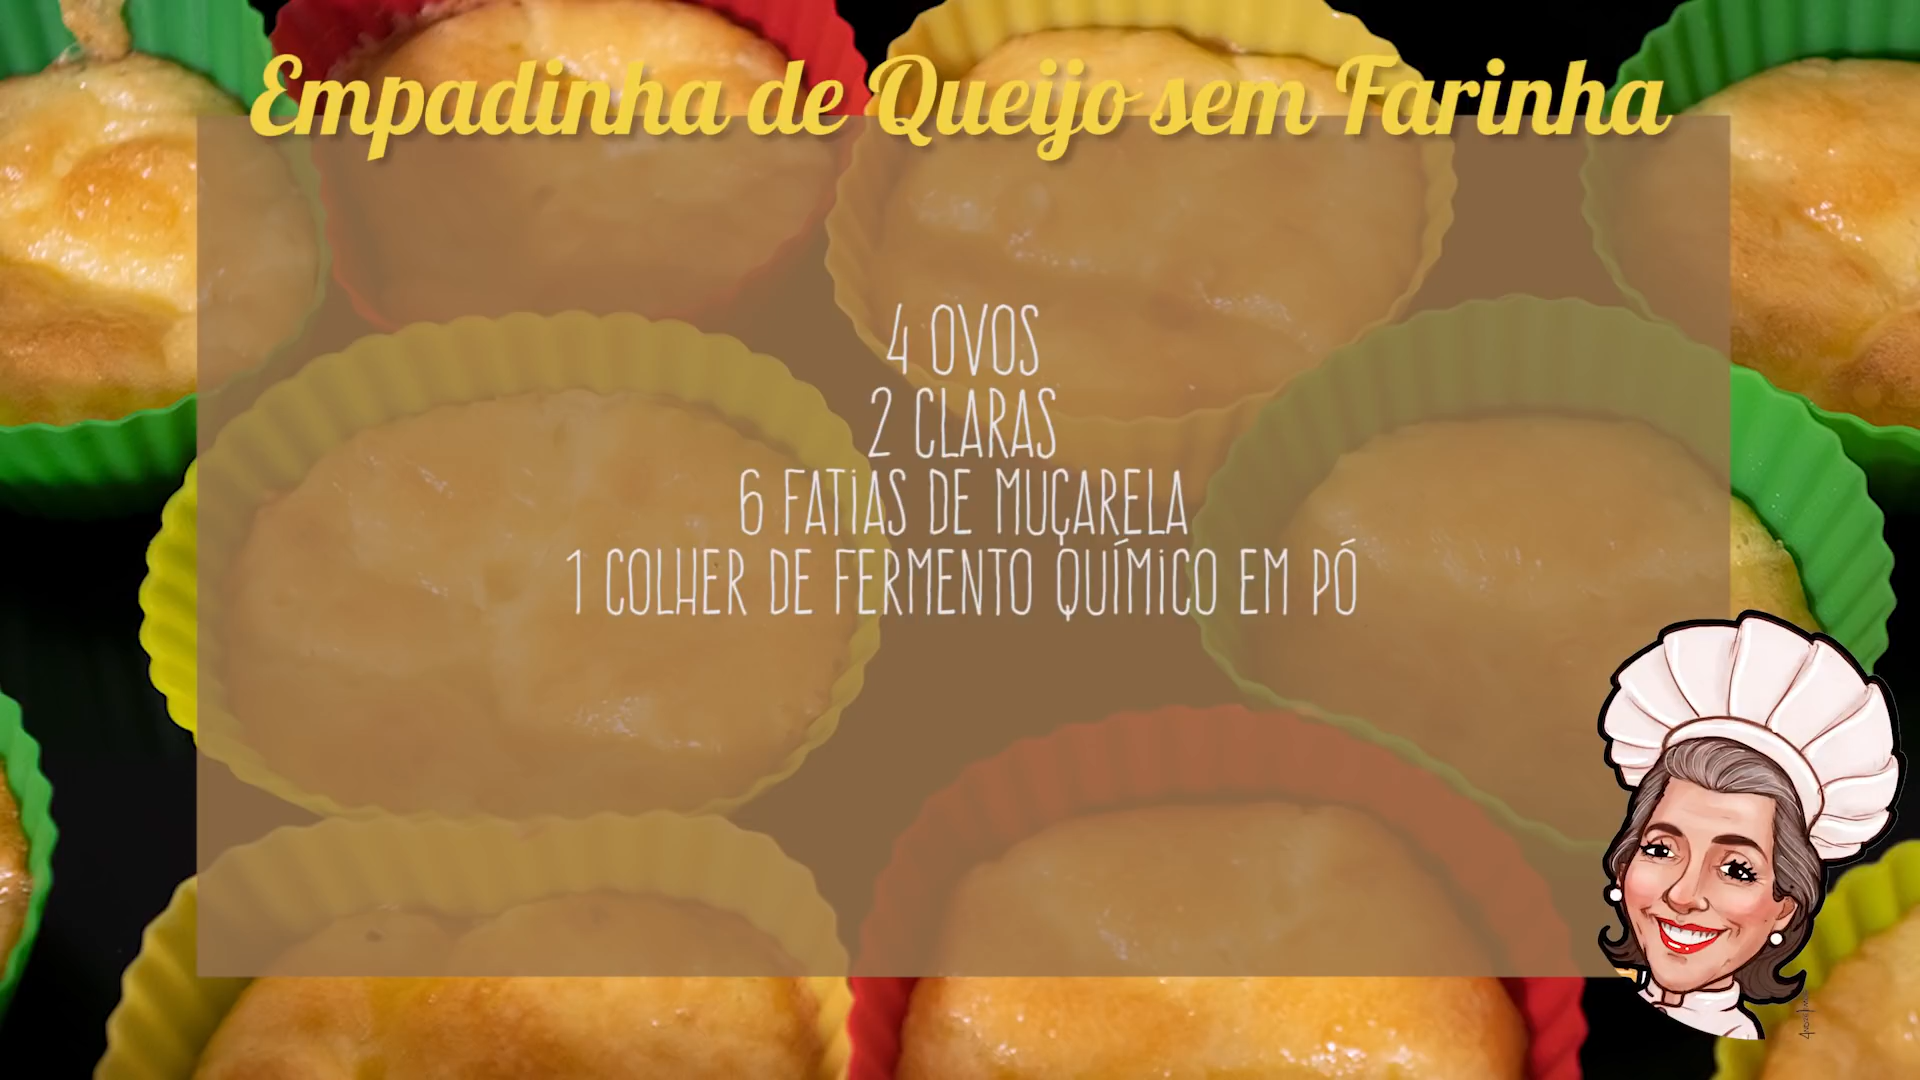 Empadinha de Queijo sem Farinha
4 OVOS
2 CLARAS
6 FATIAS DE MUÇARELA
1 COLHER DE FERMENTO QUÍMICO EM PÓ